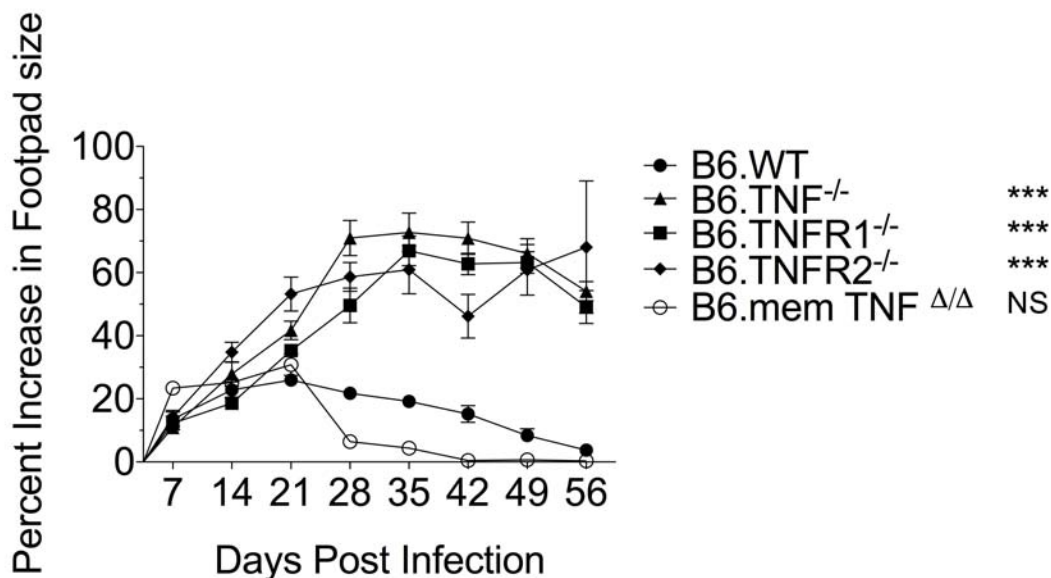 Percent Increase in Footpad size
100
80
60
40
20
0
7 14 21 28 35 42 49 56
Days Post Infection
B6.WT
B6.TNF-/- ***
B6.TNFR1-/- ***
B6.TNFR2-/- ***
B6.mem TNF Δ/Δ NS